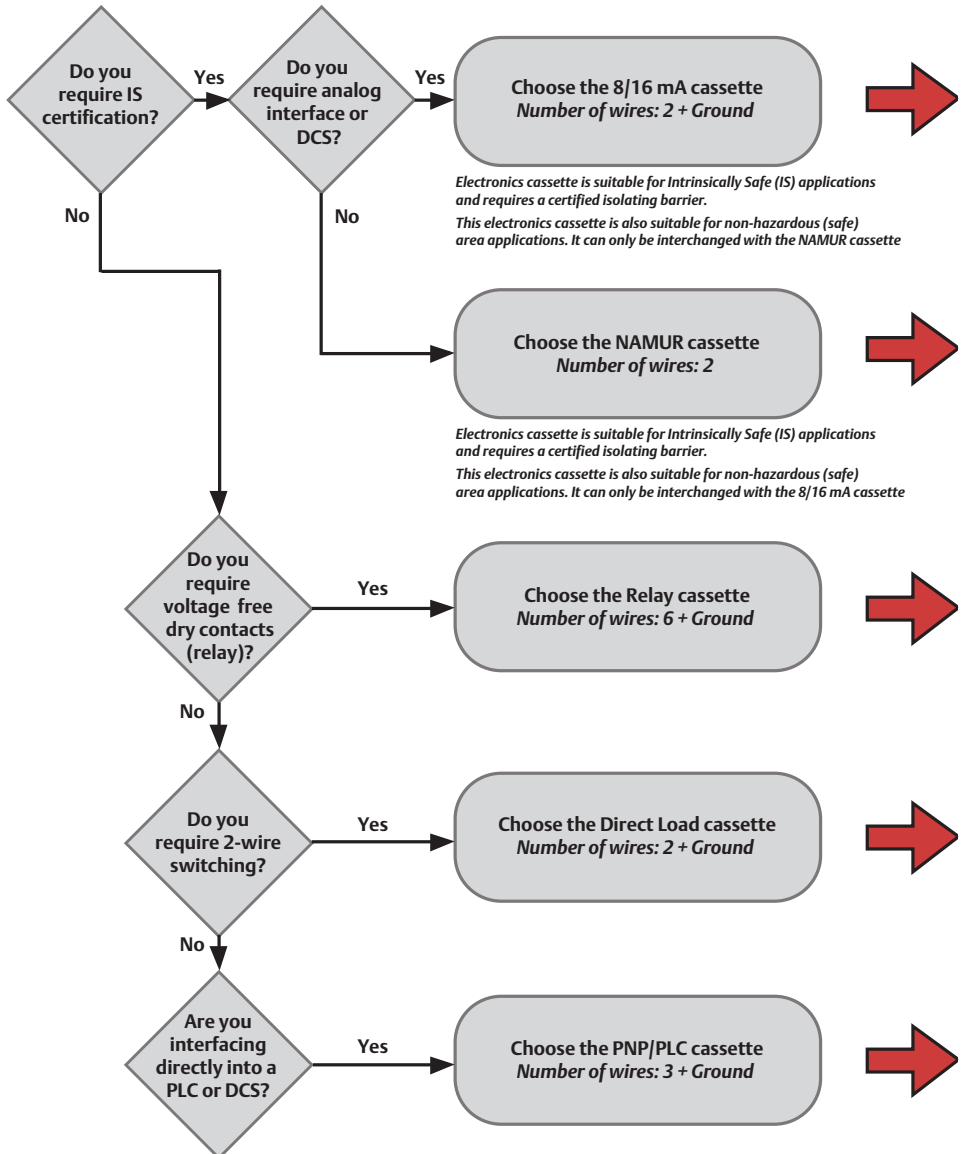 Do you
require IS
certification?
Yes
Do you
require analog
interface or
DCS?
Yes
Choose the 8/16 mA cassette
Number of wires: 2 + Ground
Electronics cassette is suitable for Intrinsically Safe (IS) applications
and requires a certified isolating barrier.
This electronics cassette is also suitable for non-hazardous (safe)
area applications. It can only be interchanged with the NAMUR cassette
No
No
Choose the NAMUR cassette
Number of wires: 2
Electronics cassette is suitable for Intrinsically Safe (IS) applications
and requires a certified isolating barrier.
This electronics cassette is also suitable for non-hazardous (safe)
area applications. It can only be interchanged with the 8/16 mA cassette
Do you
require
voltage free
dry contacts
(relay)?
Yes
Choose the Relay cassette
Number of wires: 6 + Ground
No
Do you
require 2-wire
switching?
Yes
Choose the Direct Load cassette
Number of wires: 2 + Ground
No
Are you
interfacing
directly into a
PLC or DCS?
Yes
Choose the PNP/PLC cassette
Number of wires: 3 + Ground